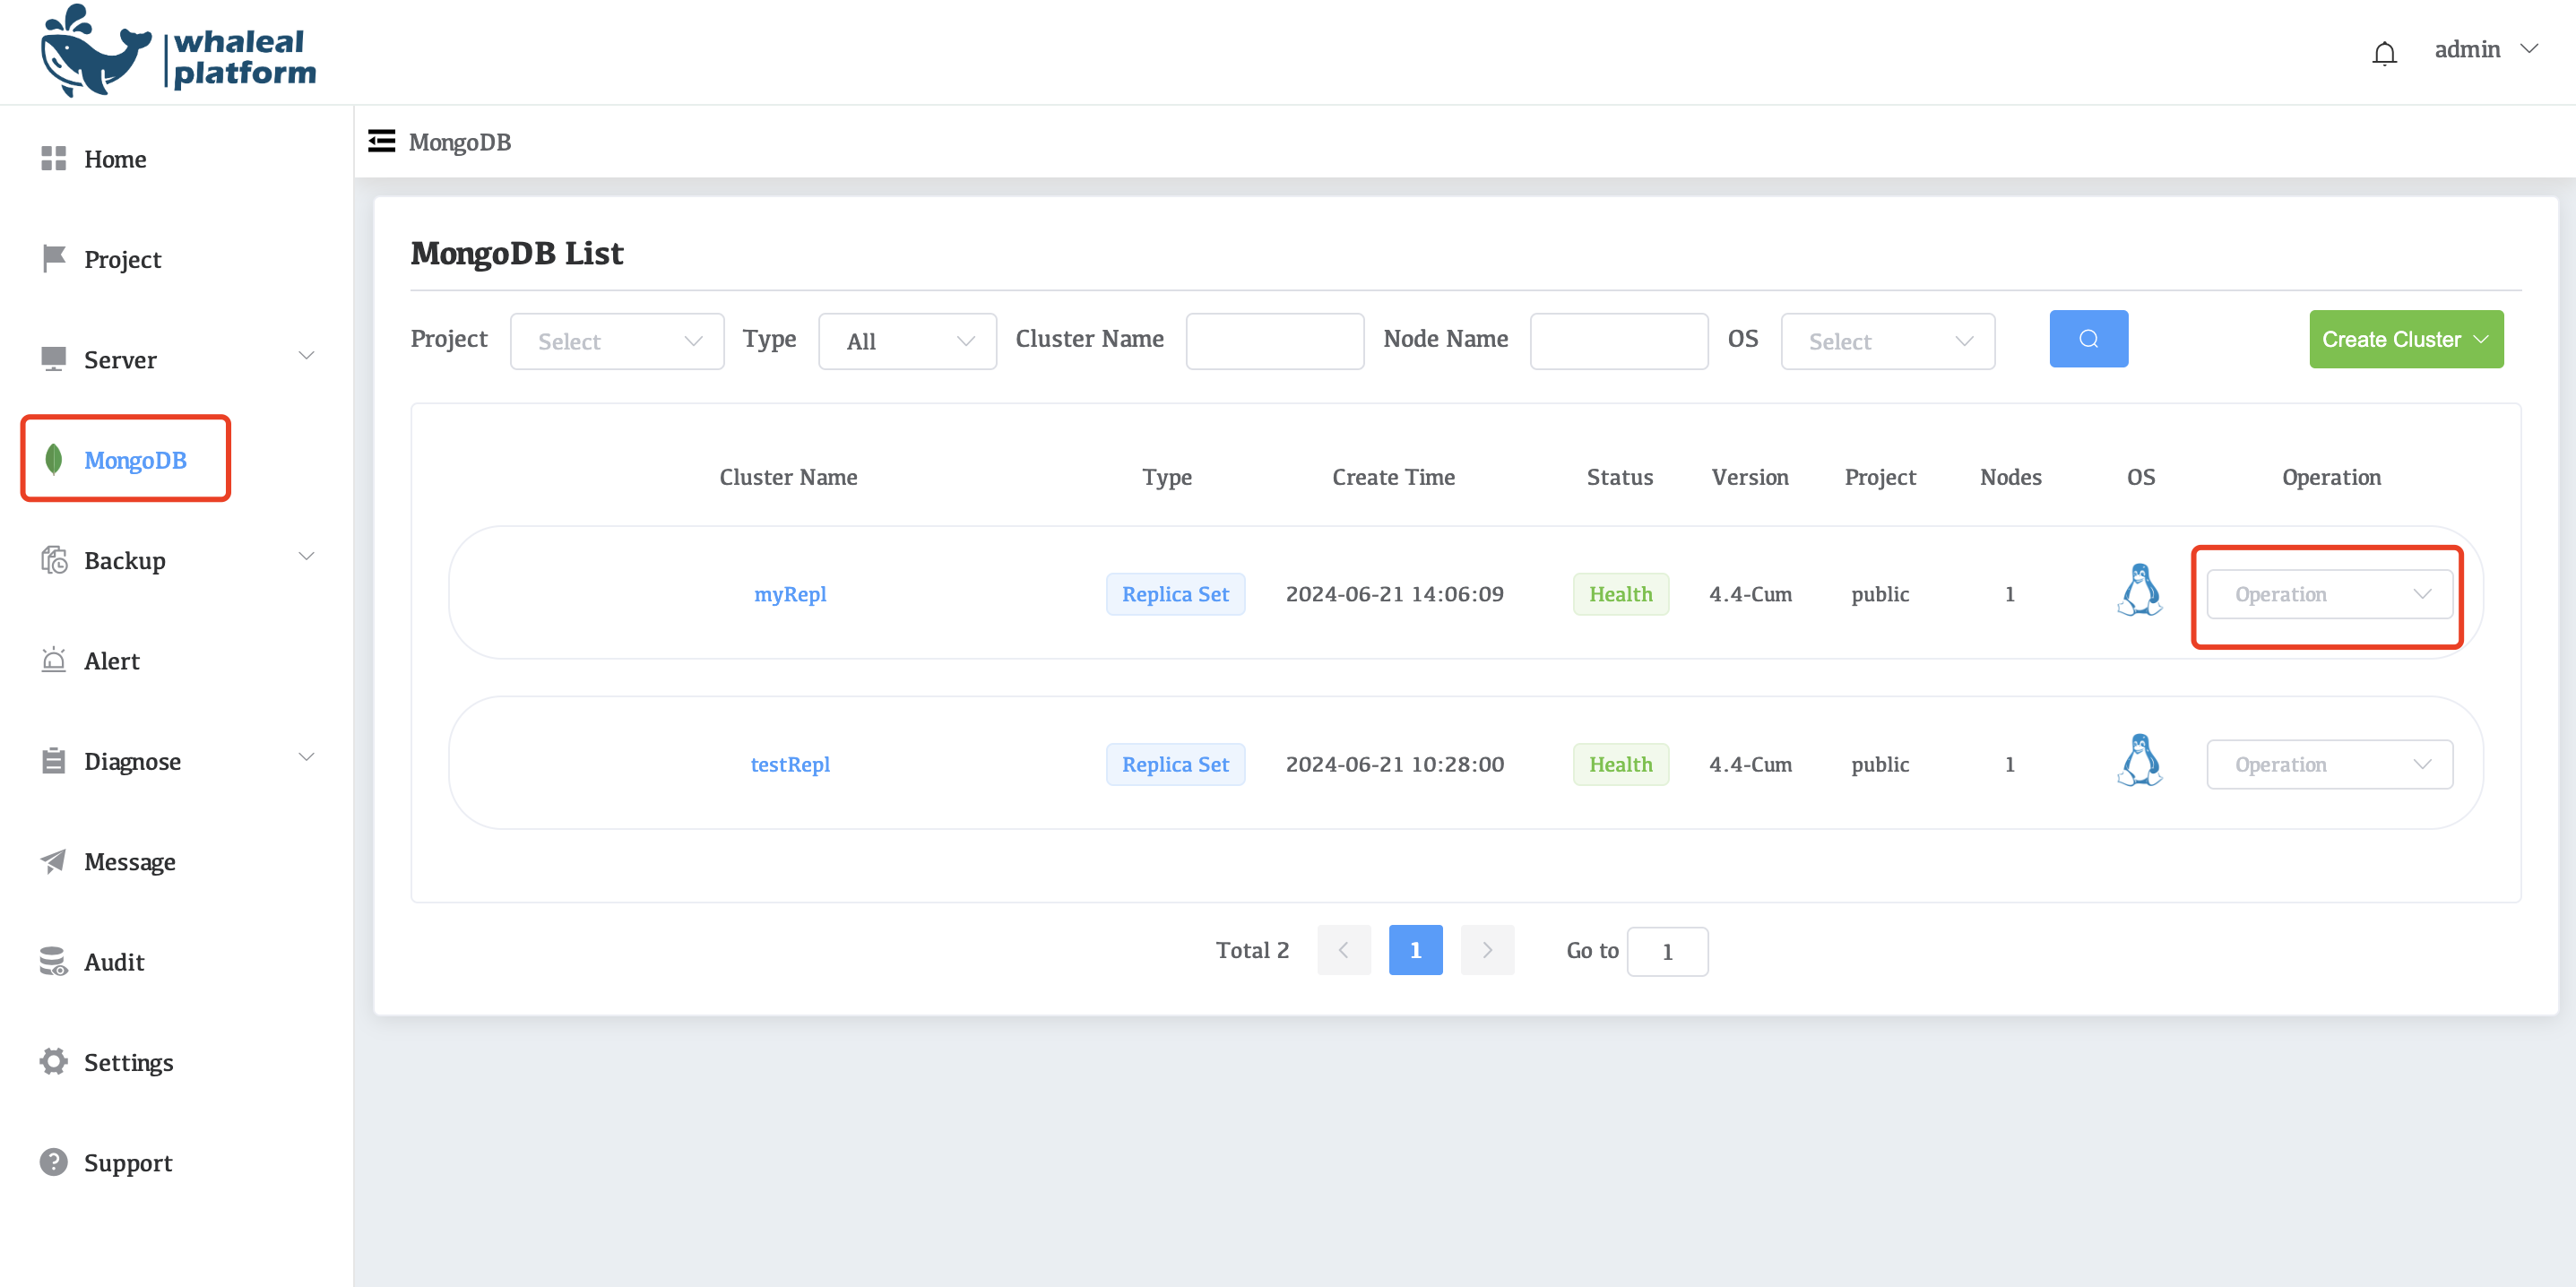 whaleal
platform
admin
Home
Project
Server
MongoDB
Backup
Alert
Diagnose
Message
Audit
Settings
Support
MongoDB
MongoDB List
Project Select Type All Cluster Name Node Name OS Select Create Cluster
Cluster Name Type Create Time Status Version Project Nodes OS Operation
myRepl Replica Set 2024-06-21 14:06:09 Health 4.4-Cum public 1 Operation
testRepl Replica Set 2024-06-21 10:28:00 Health 4.4-Cum public 1 Operation
Total 2 1 Go to 1